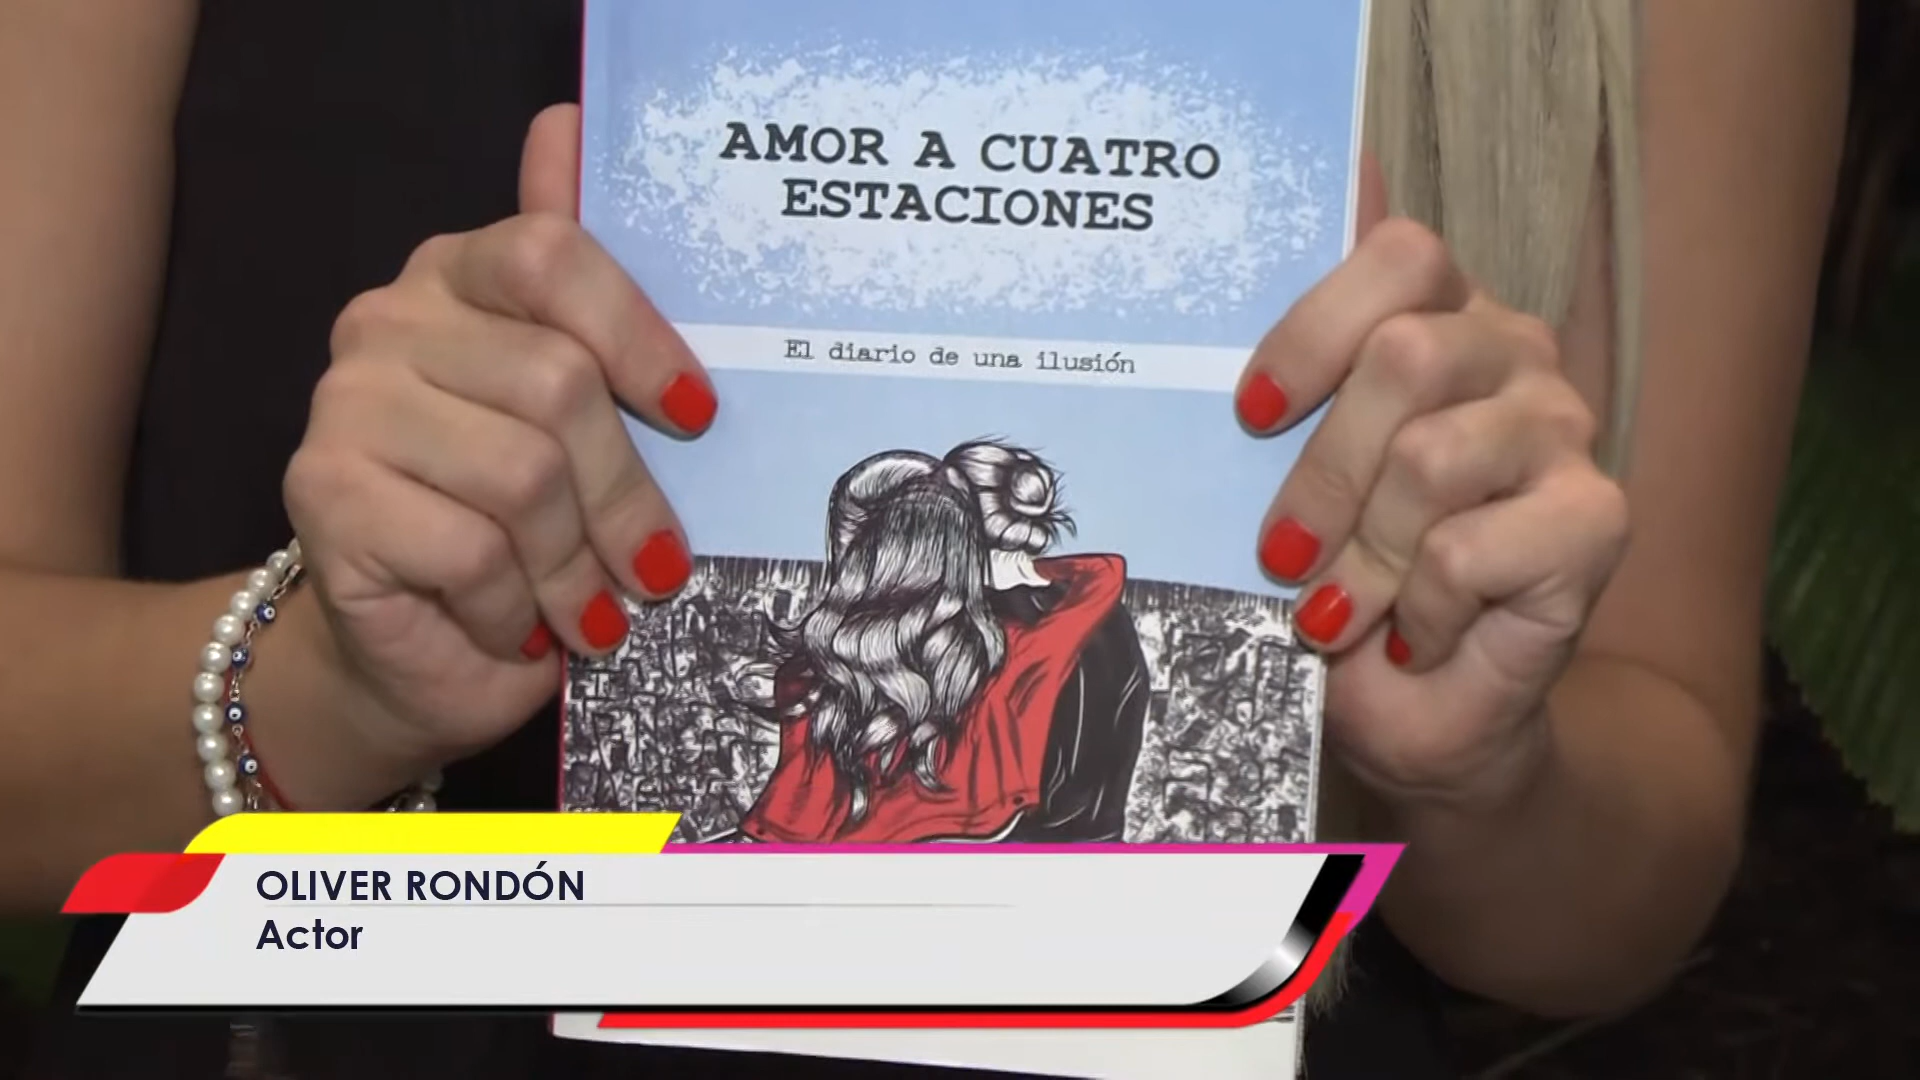 AMOR A CUATRO
ESTACIONES
El diario de una ilusión
OLIVER RONDÓN
Actor